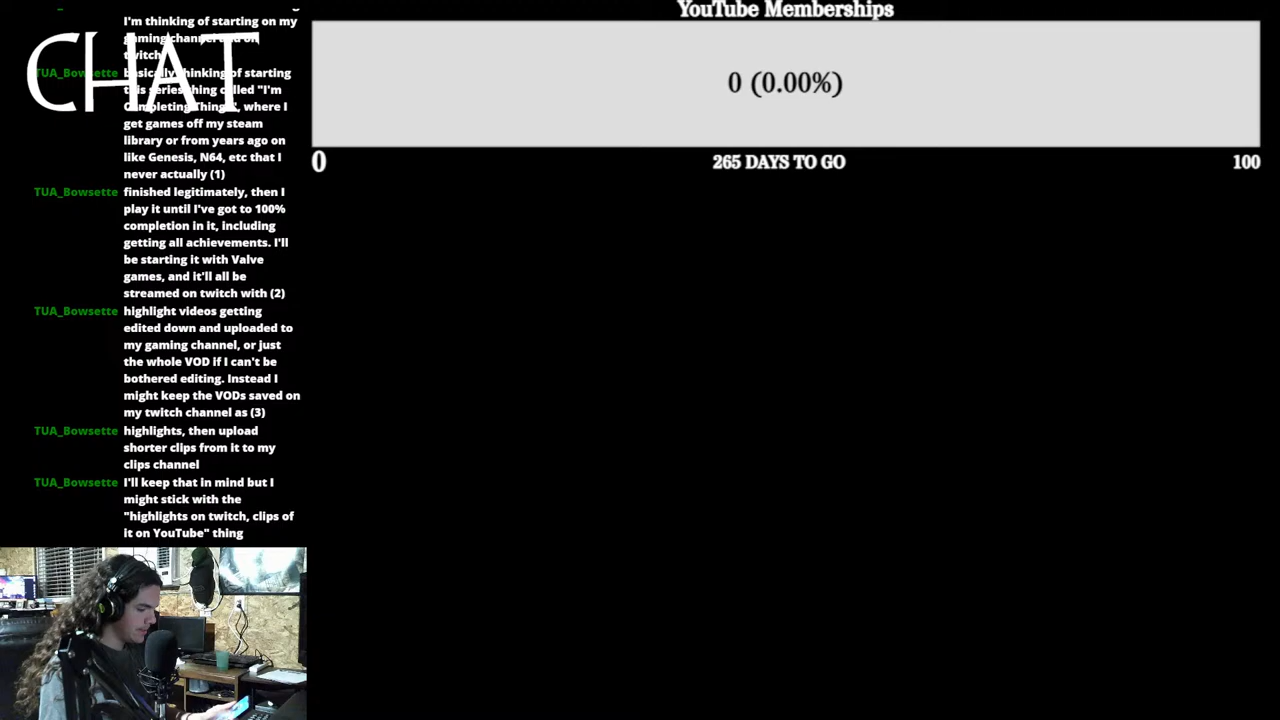 YouTube Memberships
0 (0.00%)
0
265 DAYS TO GO
100
CHAT
I'm thinking of starting on my
gaming channel and on
twitch
TUA_Bowsette basically thinking of starting
this series thing called "I'm
Completing Things", where I
get games off my steam
library or from years ago on
like Genesis, N64, etc that I
never actually (1)
TUA_Bowsette finished legitimately, then I
play it until I've got to 100%
completion in it, including
getting all achievements. I'll
be starting it with Valve
games, and it'll all be
streamed on twitch with (2)
TUA_Bowsette highlight videos getting
edited down and uploaded to
my gaming channel, or just
the whole VOD if I can't be
bothered editing. Instead I
might keep the VODs saved on
my twitch channel as (3)
TUA_Bowsette highlights, then upload
shorter clips from it to my
clips channel
TUA_Bowsette I'll keep that in mind but I
might stick with the
"highlights on twitch, clips of
it on YouTube" thing